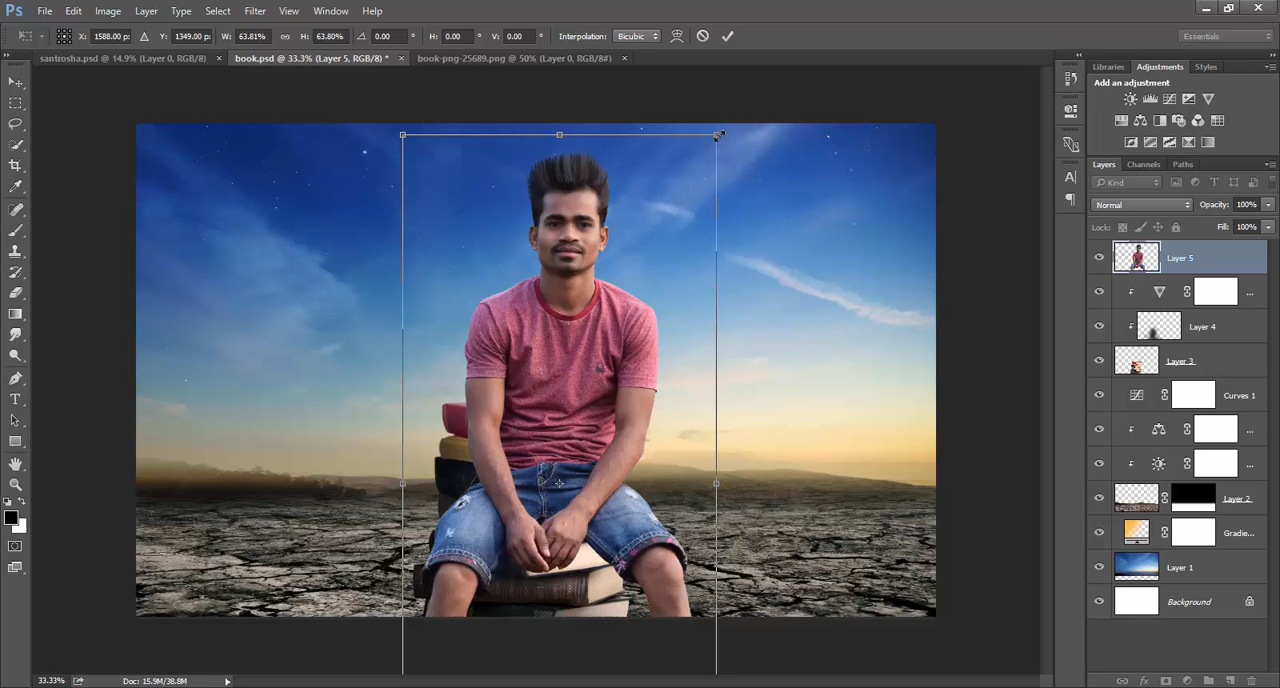 Ps File Edit Image Layer Type Select Filter View Window Help
X: 1588.00 p: Y: 1349.00 p: W: 63.81% H: 63.80% 0.00 ° H: 0.00 ° V: 0.00 ° Interpolation: Bicubic Essentials
santrosha.psd @ 14.9% (Layer 0, RGB/8) × book.psd @ 33.3% (Layer 5, RGB/8) * × book-png-25689.png @ 50% (Layer 0, RGB/8#) ×
Libraries Adjustments Styles
Add an adjustment
Layers Channels Paths
Kind
Normal Opacity: 100%
Lock: Fill: 100%
Layer 5
...
Layer 4
Layer 3
Curves 1
...
...
Layer 2
Gradie...
Layer 1
Background
33.33% Doc: 15.9M/38.8M